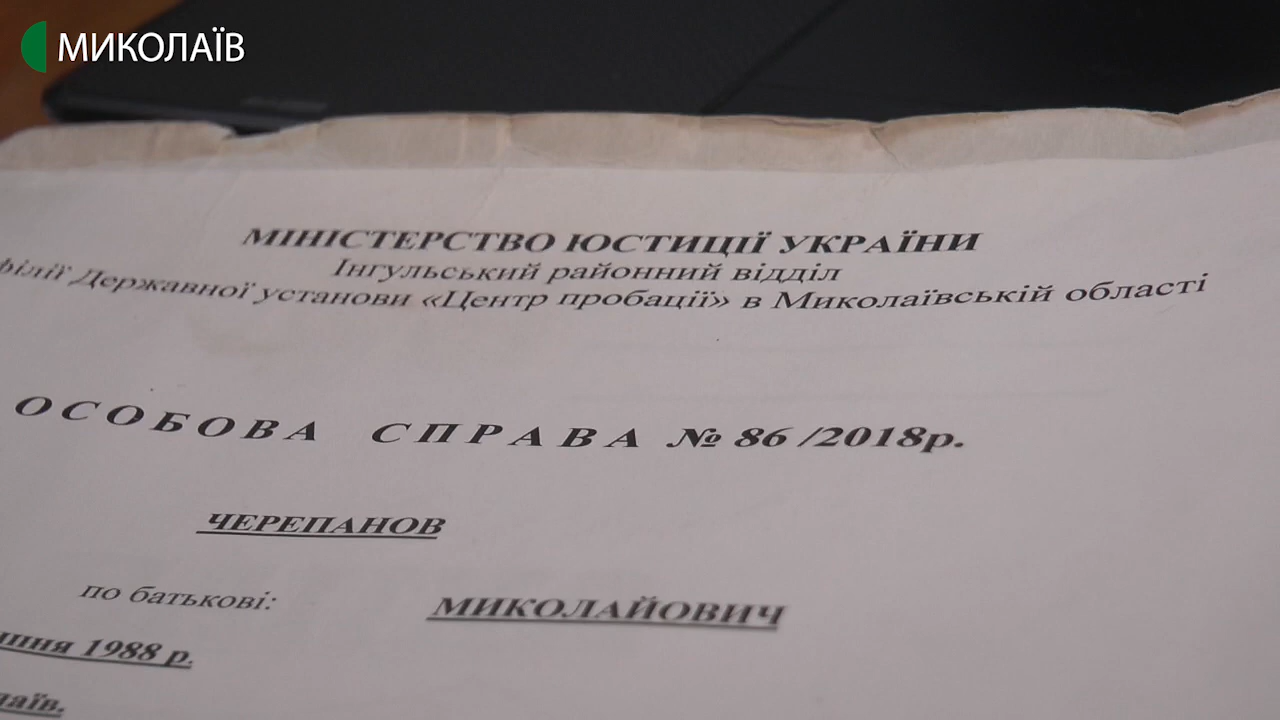 МИКОЛАЇВ
МІНІСТЕРСТВО ЮСТИЦІЇ УКРАЇНИ
Інгульський районний відділ
філії Державної установи «Центр пробації» в Миколаївській області
ОСОБОВА СПРАВА № 86 /2018р.
ЧЕРЕПАНОВ
по батькові: МИКОЛАЙОВИЧ
1988 р.